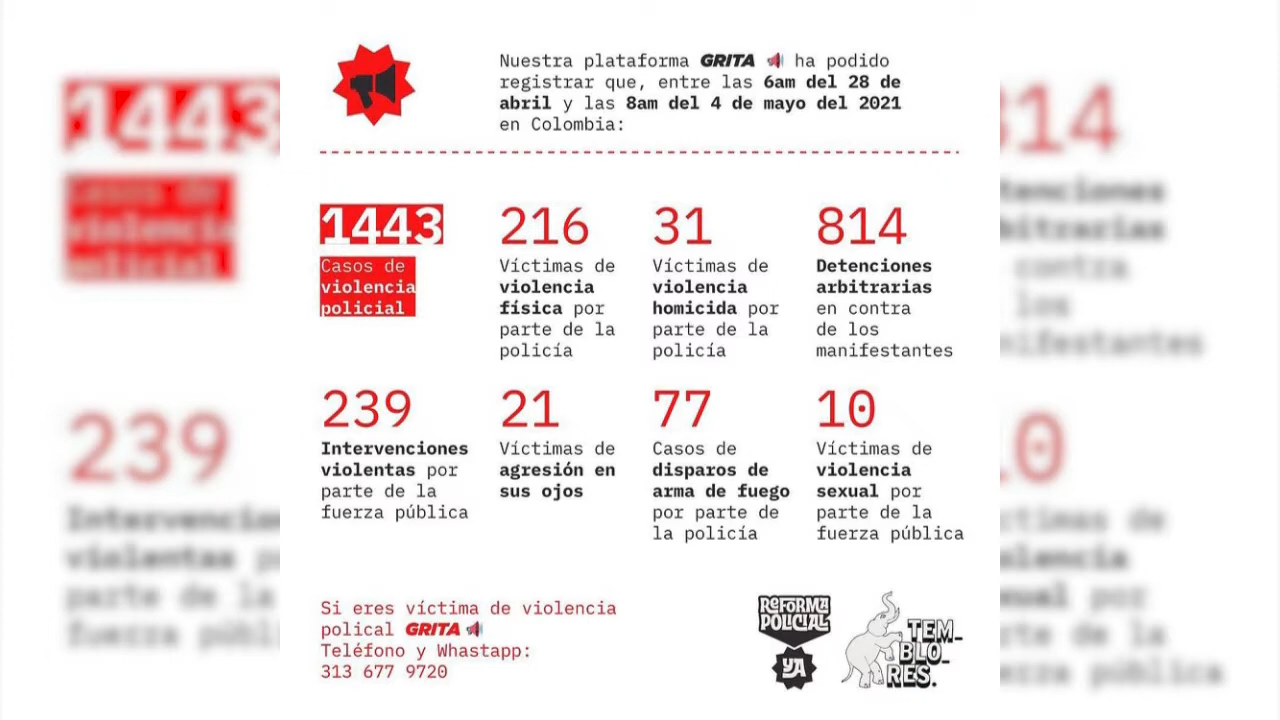 Nuestra plataforma GRITA ha podido
registrar que, entre las 6am del 28 de
abril y las 8am del 4 de mayo del 2021
en Colombia:
1443
Casos de
violencia
policial
216
Víctimas de
violencia
física por
parte de la
policía
31
Víctimas de
violencia
homicida por
parte de la
policía
814
Detenciones
arbitrarias
en contra
de los
manifestantes
239
Intervenciones
violentas por
parte de la
fuerza pública
21
Víctimas de
agresión en
sus ojos
77
Casos de
disparos de
arma de fuego
por parte de
la policía
10
Víctimas de
violencia
sexual por
parte de la
fuerza pública
Si eres víctima de violencia
polical GRITA
Teléfono y Whastapp:
313 677 9720
REFORMA
POLICIAL
YA
TEM-
BLO-
RES.